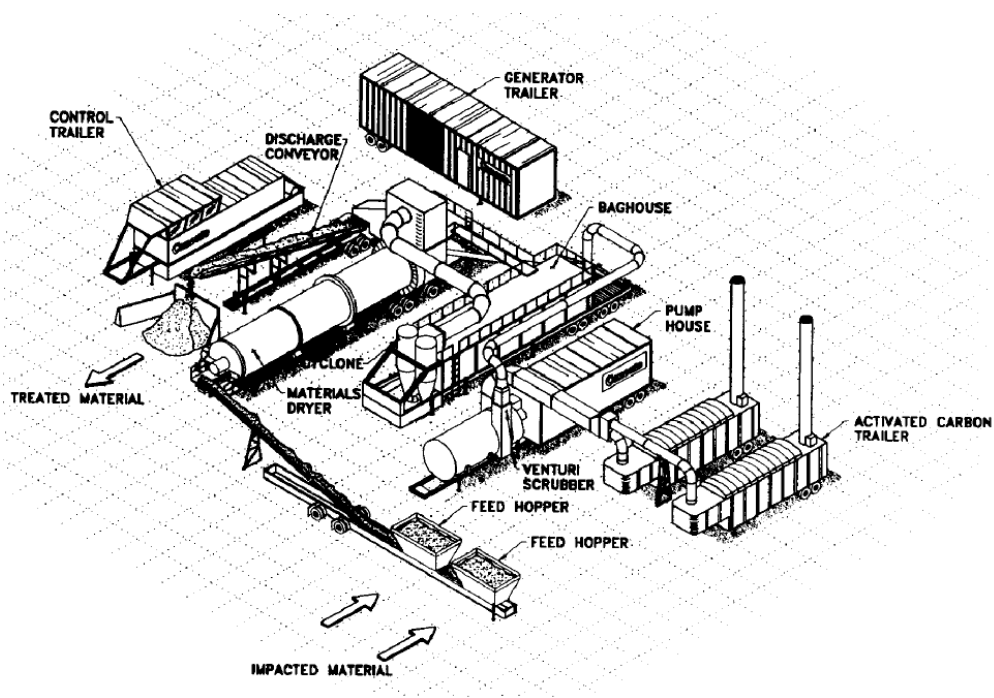 GENERATOR
TRAILER
CONTROL
TRAILER
DISCHARGE
CONVEYOR
BAGHOUSE
PUMP
HOUSE
CYCLONE
MATERIALS
DRYER
TREATED MATERIAL
ACTIVATED CARBON
TRAILER
VENTURI
SCRUBBER
FEED HOPPER
FEED HOPPER
IMPACTED MATERIAL